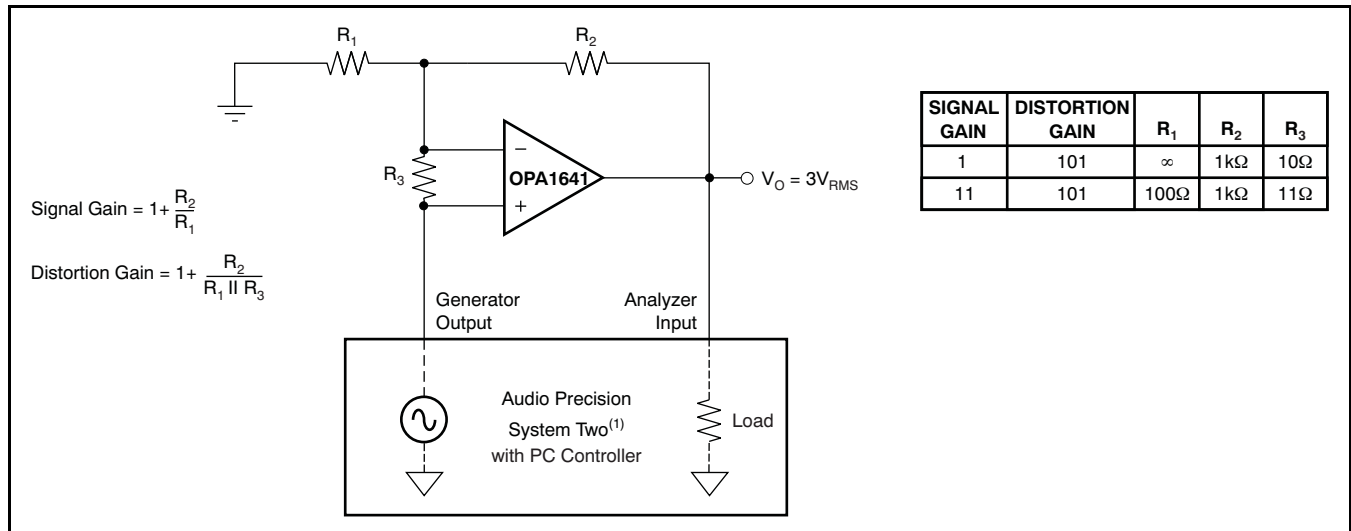 R1
R2
R3
−
+
OPA1641
VO = 3VRMS
Signal Gain = 1+ R2 / R1
Distortion Gain = 1+ R2 / R1 II R3
Generator
Output
Analyzer
Input
Audio Precision
System Two(1)
with PC Controller
Load
SIGNAL GAIN DISTORTION GAIN R1 R2 R3
1 101 ∞ 1kΩ 10Ω
11 101 100Ω 1kΩ 11Ω